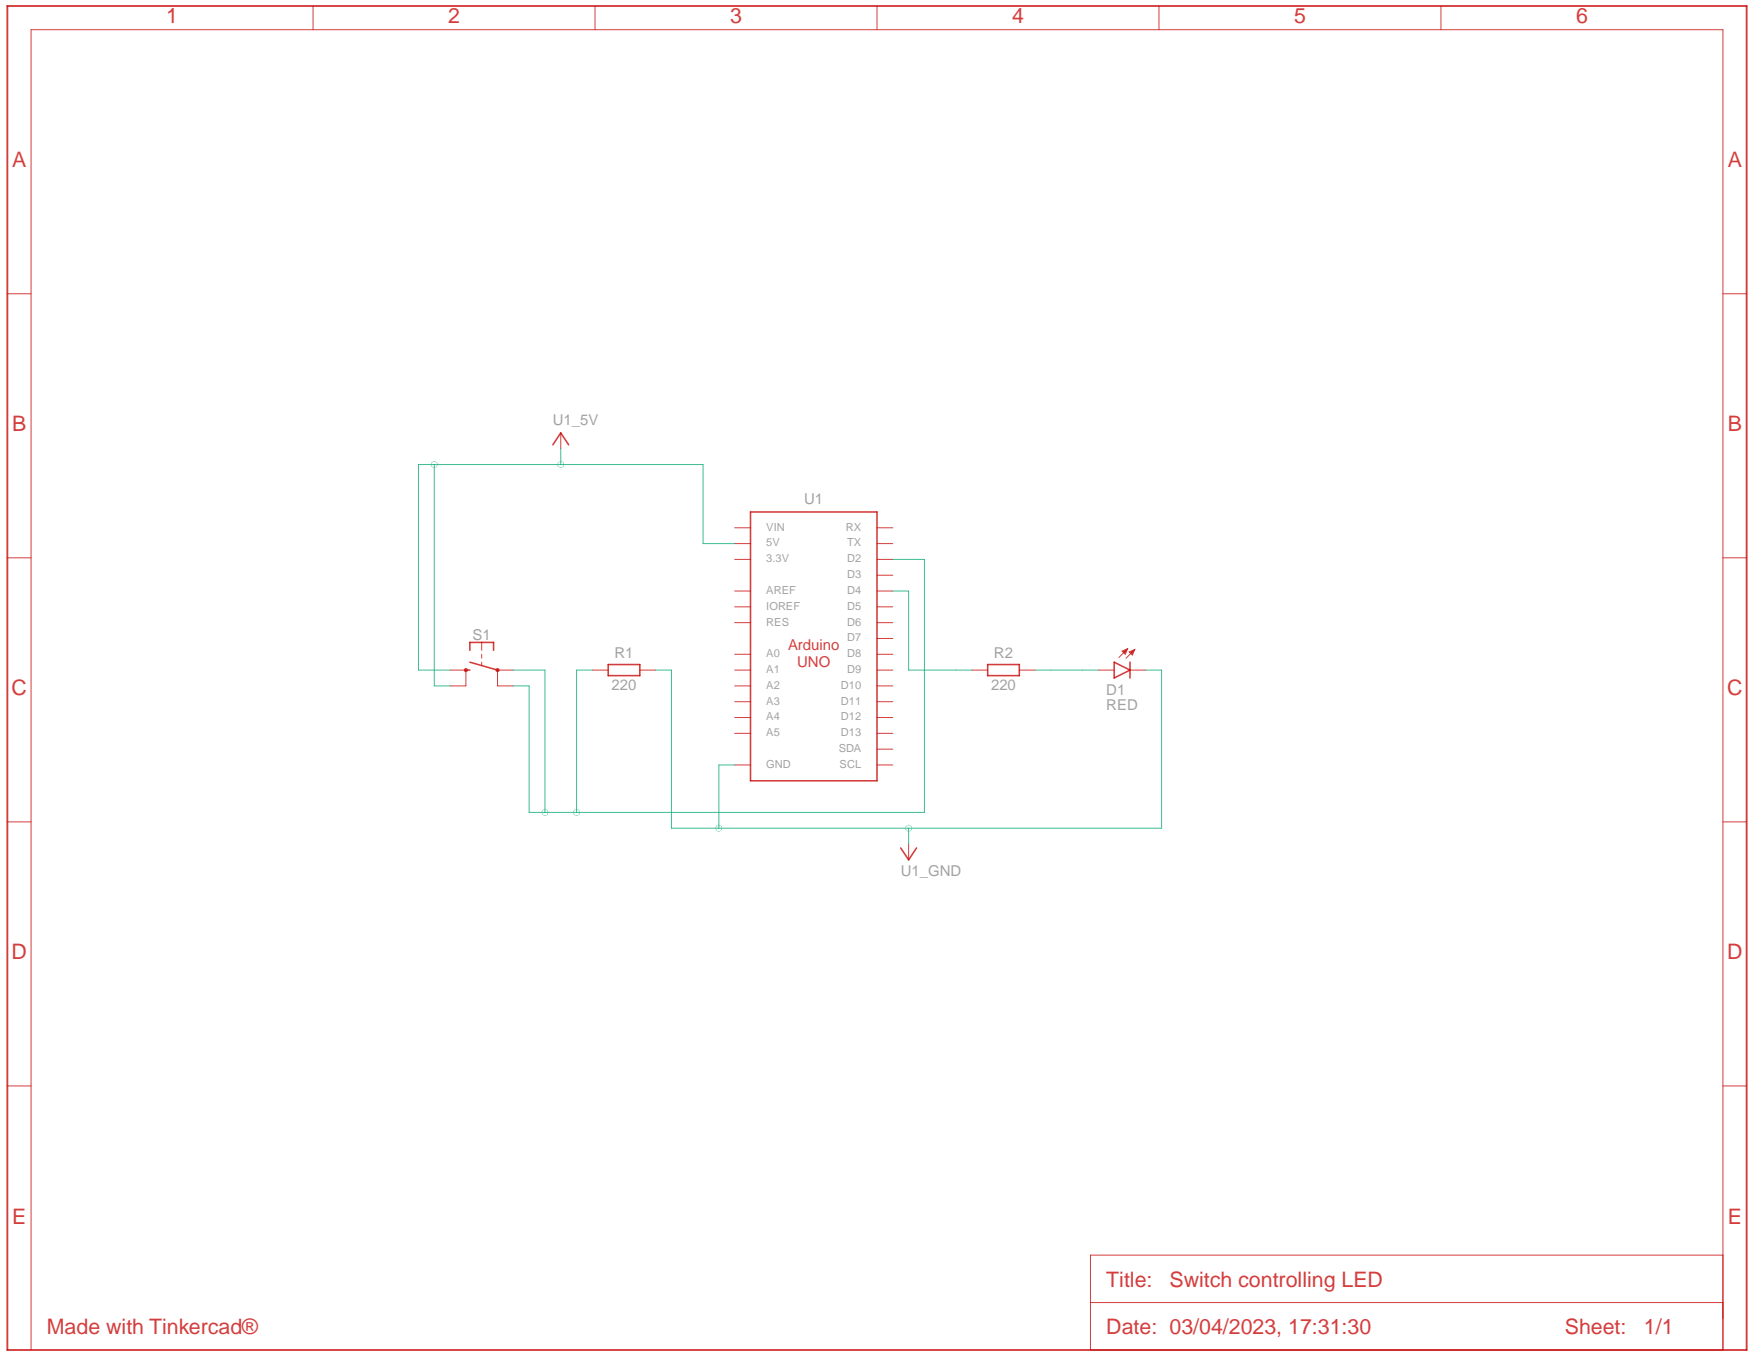 1 2 3 4 5 6
A A
B B
U1_5V
U1
VIN RX
5V TX
3.3V D2
D3
AREF D4
IOREF D5
RES D6
D7
A0 D8
A1 D9
A2 D10
A3 D11
A4 D12
A5 D13
SDA
GND SCL
Arduino
UNO
S1
R1
220
R2
220
D1
RED
C C
U1_GND
D D
E E
Title: Switch controlling LED
Date: 03/04/2023, 17:31:30 Sheet: 1/1
Made with Tinkercad®